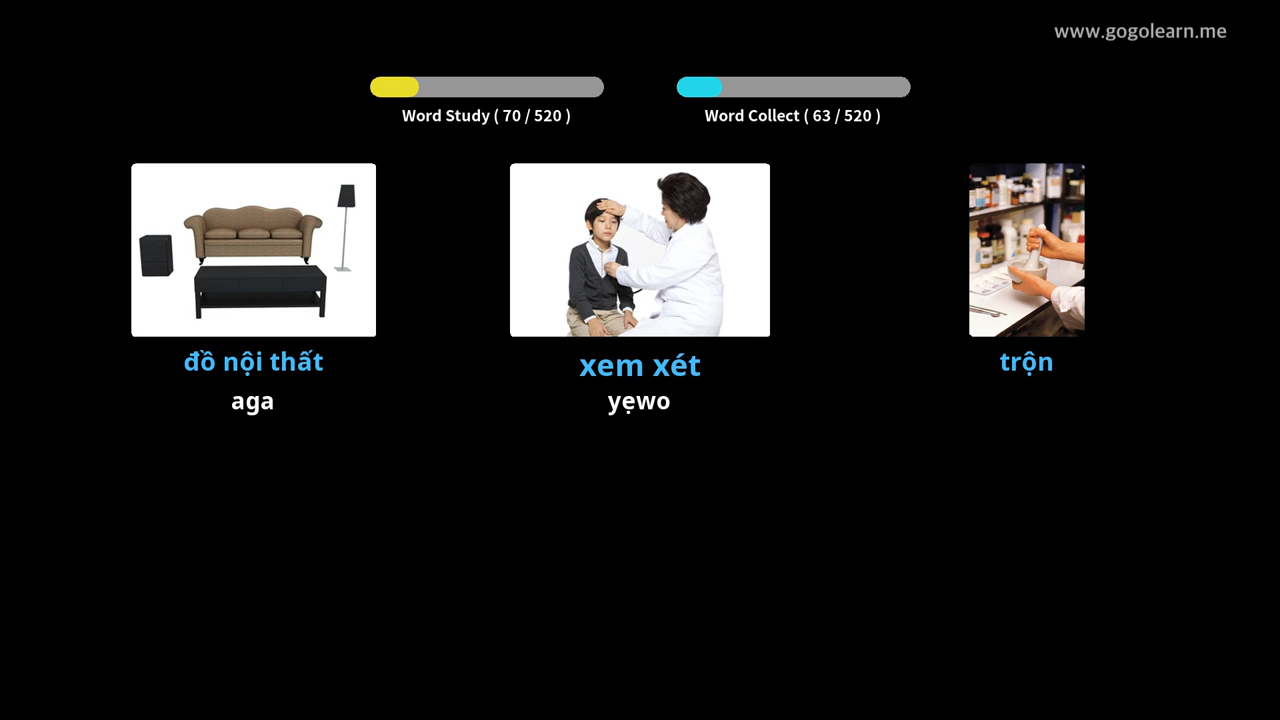 www.gogolearn.me
Word Study ( 70 / 520 )
Word Collect ( 63 / 520 )
đồ nội thất
aga
xem xét
yẹwo
trộn